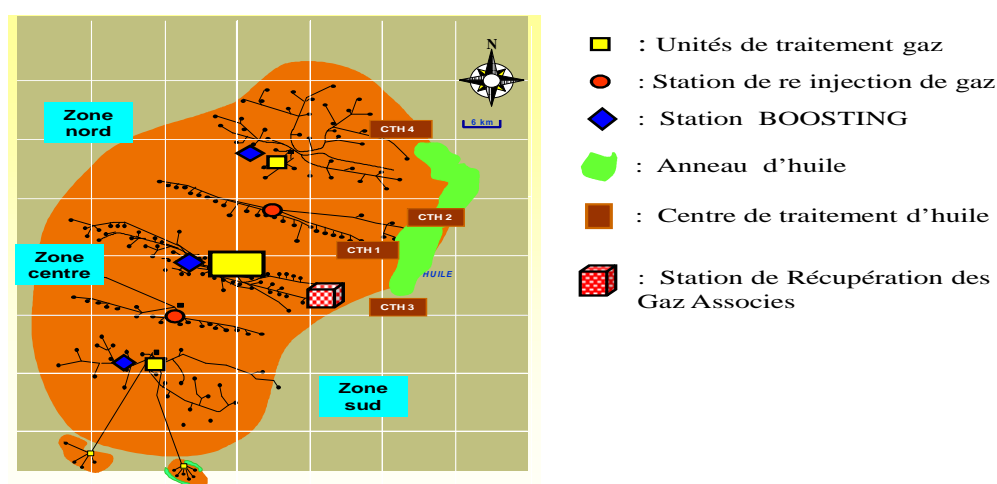 N
Zone
nord
6 km
CTH 4
CTH 2
CTH 1
Zone
centre
HUILE
CTH 3
Zone
sud
: Unités de traitement gaz
: Station de re injection de gaz
: Station BOOSTING
: Anneau d'huile
: Centre de traitement d'huile
: Station de Récupération des
Gaz Associes